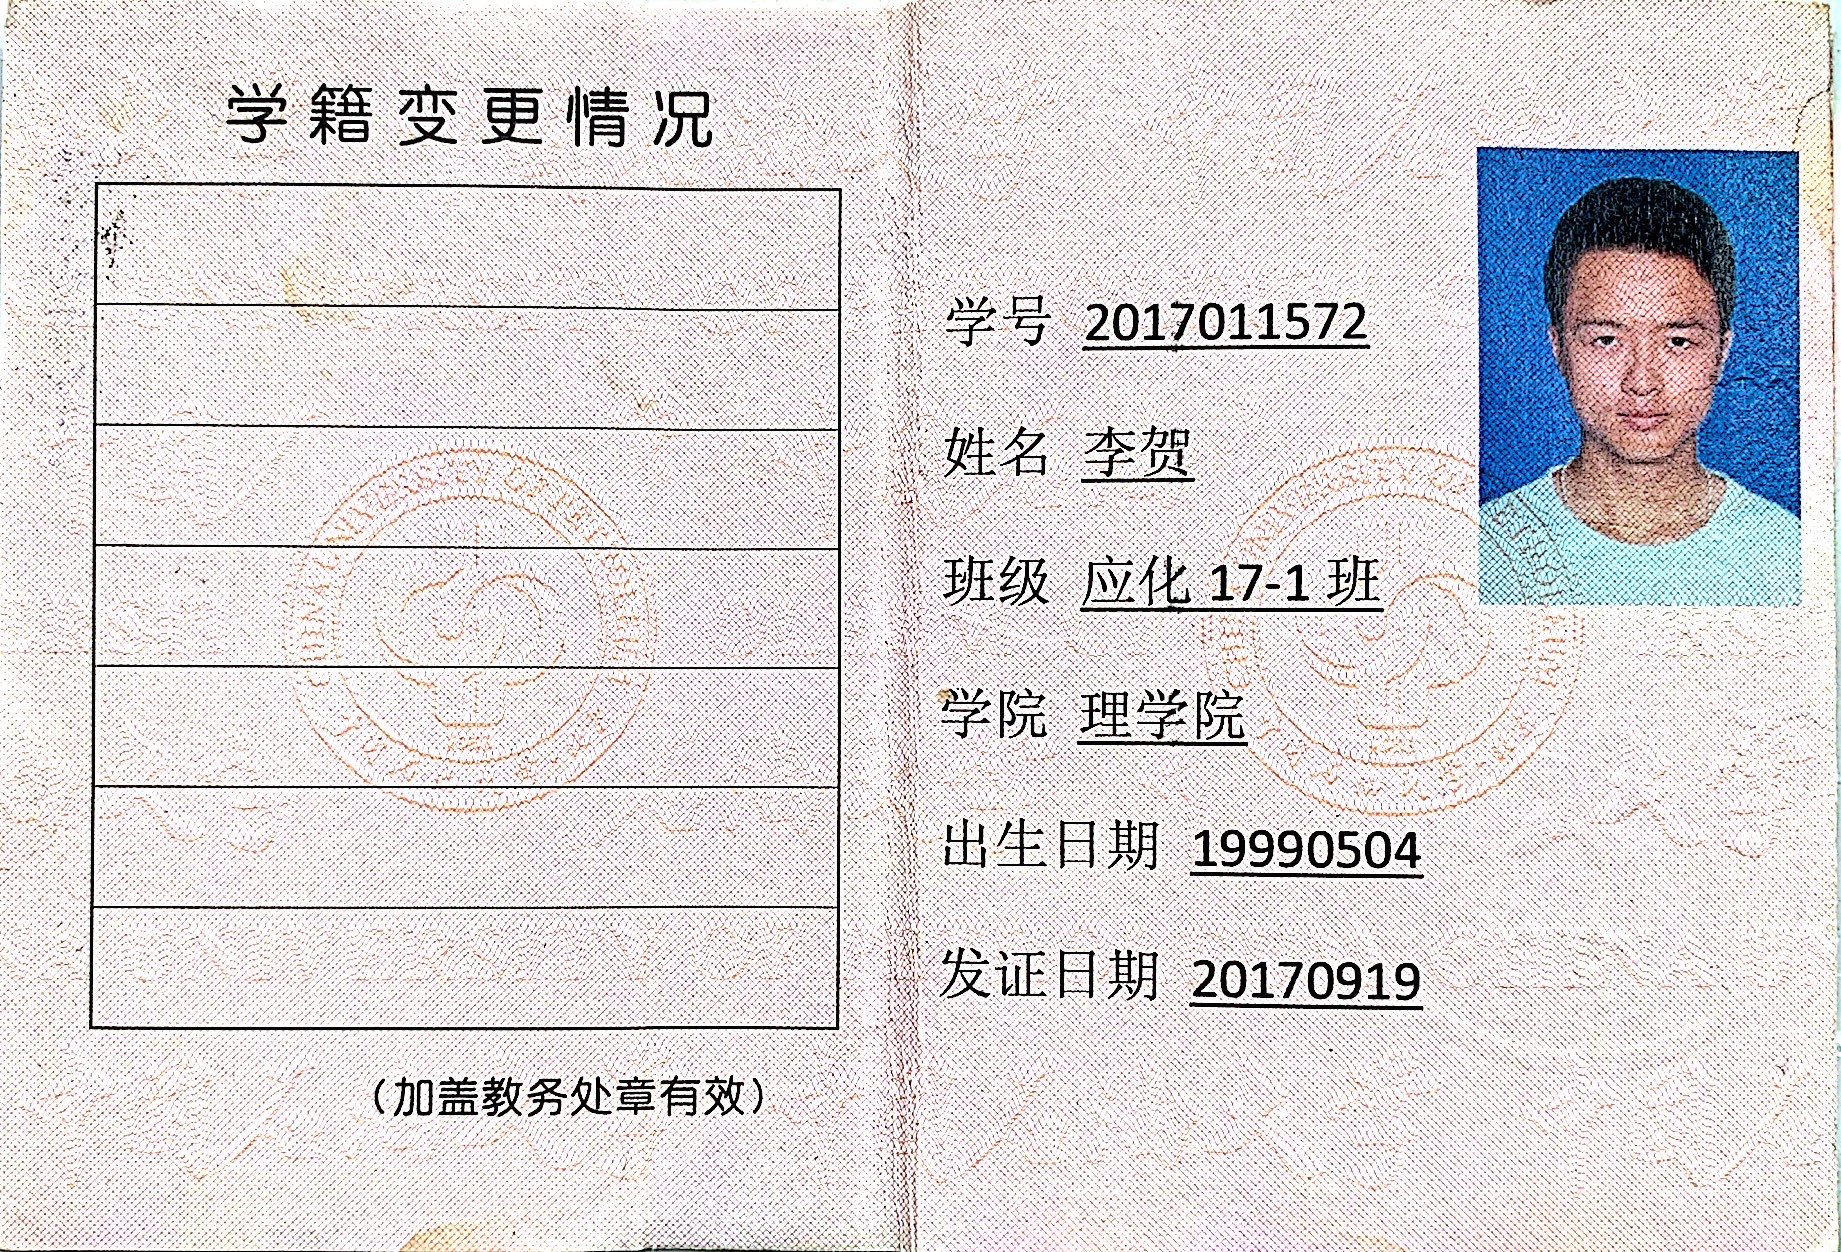 学籍变更情况
（加盖教务处章有效）
学号 2017011572
姓名 李贺
班级 应化 17-1 班
学院 理学院
出生日期 19990504
发证日期 20170919